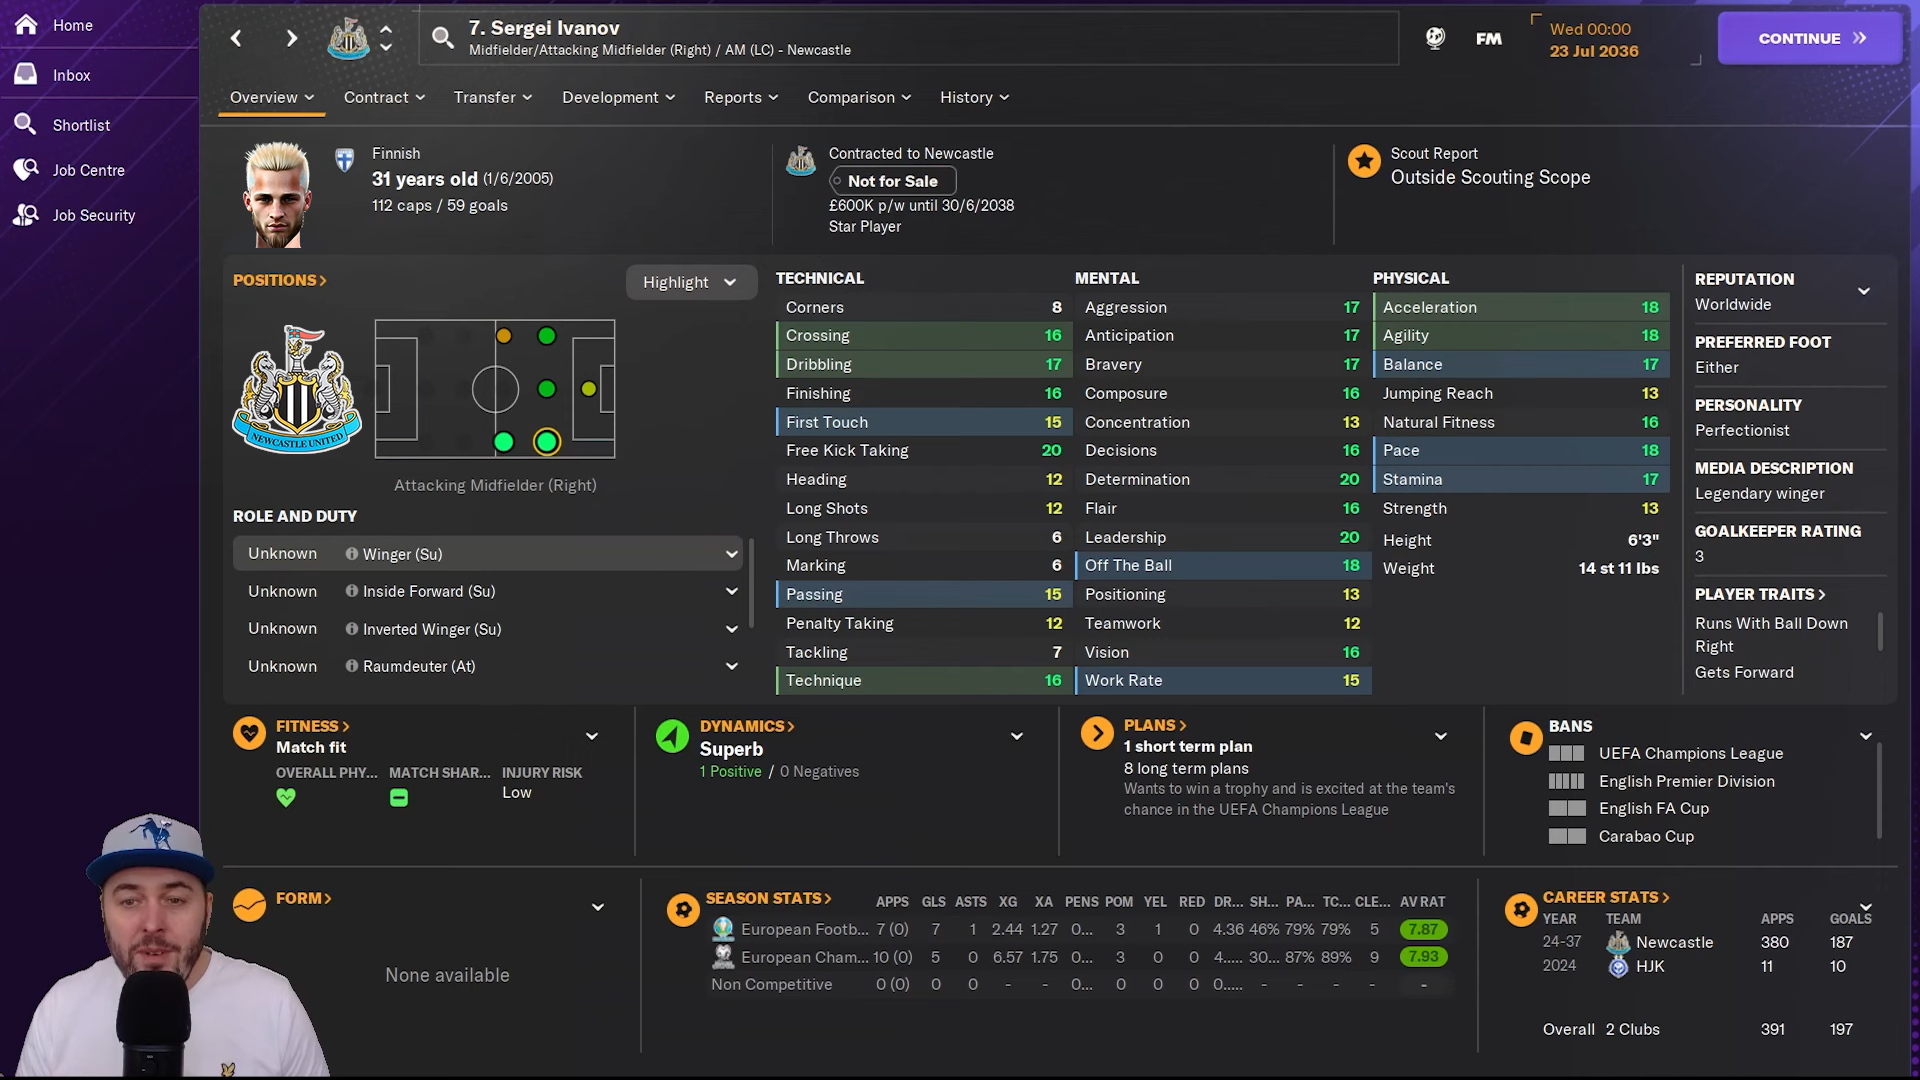 Home
Inbox
Shortlist
Job Centre
Job Security
7. Sergei Ivanov
Midfielder/Attacking Midfielder (Right) / AM (LC) - Newcastle
FM
Wed 00:00
23 Jul 2036
CONTINUE
Overview
Contract
Transfer
Development
Reports
Comparison
History
Finnish
31 years old (1/6/2005)
112 caps / 59 goals
Contracted to Newcastle
Not for Sale
£600K p/w until 30/6/2038
Star Player
Scout Report
Outside Scouting Scope
POSITIONS
Highlight
NEWCASTLE UNITED
Attacking Midfielder (Right)
ROLE AND DUTY
Unknown Winger (Su)
Unknown Inside Forward (Su)
Unknown Inverted Winger (Su)
Unknown Raumdeuter (At)
TECHNICAL
Corners 8
Crossing 16
Dribbling 17
Finishing 16
First Touch 15
Free Kick Taking 20
Heading 12
Long Shots 12
Long Throws 6
Marking 6
Passing 15
Penalty Taking 12
Tackling 7
Technique 16
MENTAL
Aggression 17
Anticipation 17
Bravery 17
Composure 16
Concentration 13
Decisions 16
Determination 20
Flair 16
Leadership 20
Off The Ball 18
Positioning 13
Teamwork 12
Vision 16
Work Rate 15
PHYSICAL
Acceleration 18
Agility 18
Balance 17
Jumping Reach 13
Natural Fitness 16
Pace 18
Stamina 17
Strength 13
Height 6'3"
Weight 14 st 11 lbs
REPUTATION
Worldwide
PREFERRED FOOT
Either
PERSONALITY
Perfectionist
MEDIA DESCRIPTION
Legendary winger
GOALKEEPER RATING
3
PLAYER TRAITS
Runs With Ball Down
Right
Gets Forward
FITNESS
Match fit
OVERALL PHY... MATCH SHAR... INJURY RISK
Low
DYNAMICS
Superb
1 Positive / 0 Negatives
PLANS
1 short term plan
8 long term plans
Wants to win a trophy and is excited at the team's
chance in the UEFA Champions League
BANS
UEFA Champions League
English Premier Division
English FA Cup
Carabao Cup
FORM
None available
SEASON STATS APPS GLS ASTS XG XA PENS POM YEL RED DR... SH... PA... TC... CLE... AV RAT
European Footb... 7 (0) 7 1 2.44 1.27 0... 3 1 0 4.36 46% 79% 79% 5 7.87
European Cham... 10 (0) 5 0 6.57 1.75 0... 3 0 0 4..... 30... 87% 89% 9 7.93
Non Competitive 0 (0) 0 0 - - 0... 0 0 0 0..... - - - - -
CAREER STATS
YEAR TEAM APPS GOALS
24-37 Newcastle 380 187
2024 HJK 11 10
Overall 2 Clubs 391 197